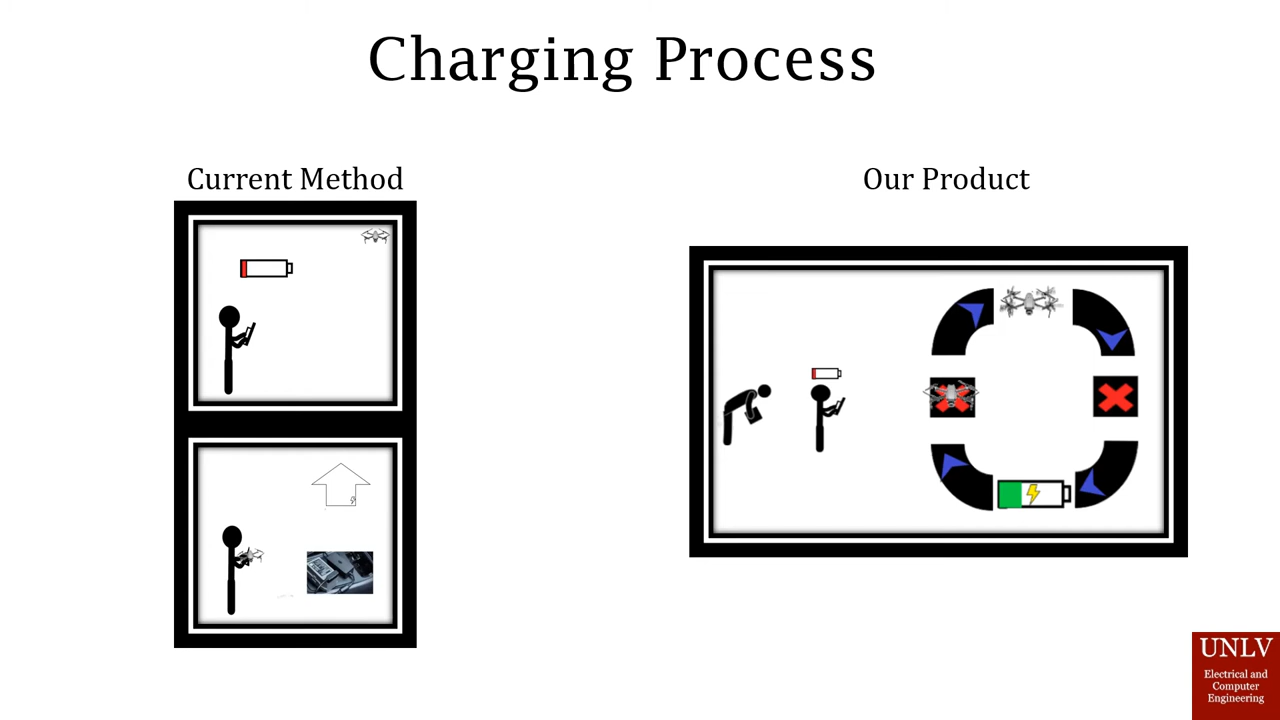 Charging Process
Current Method
Our Product
UNLV
Electrical and
Computer
Engineering